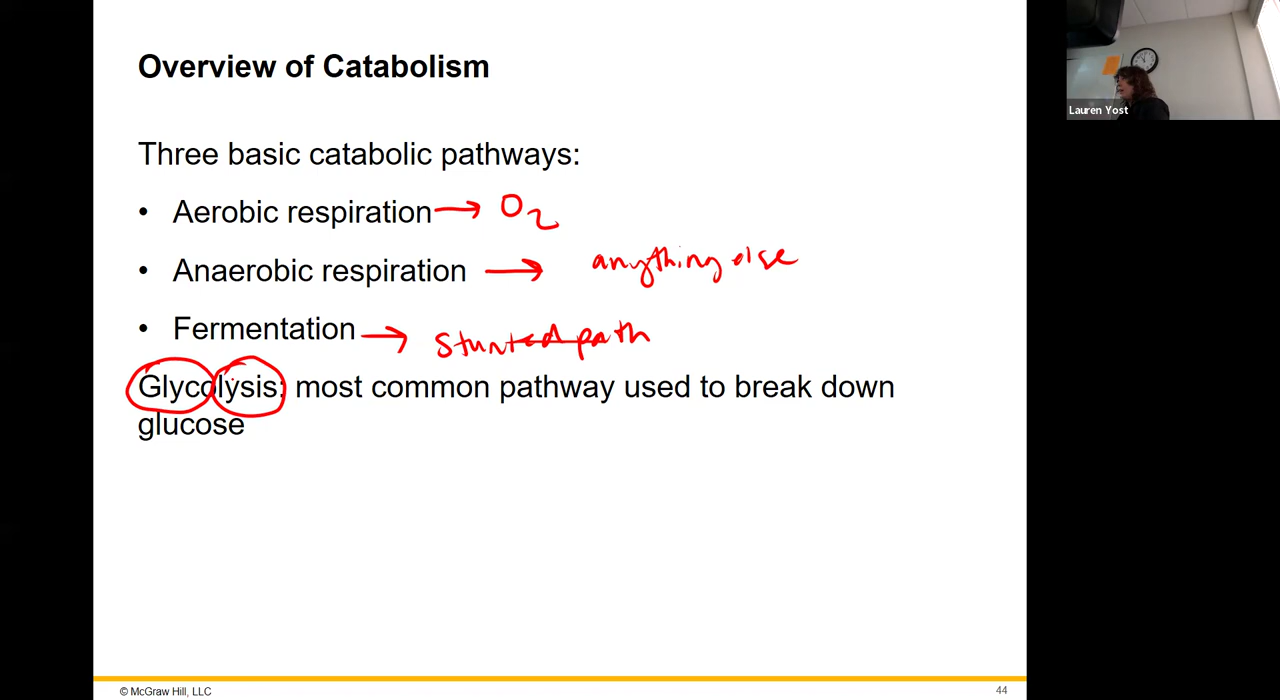 Overview of Catabolism
Lauren Yost
Three basic catabolic pathways:
• Aerobic respiration → O2
• Anaerobic respiration → anything else
• Fermentation → stunted path
Glycolysis: most common pathway used to break down
glucose
© McGraw Hill, LLC
44